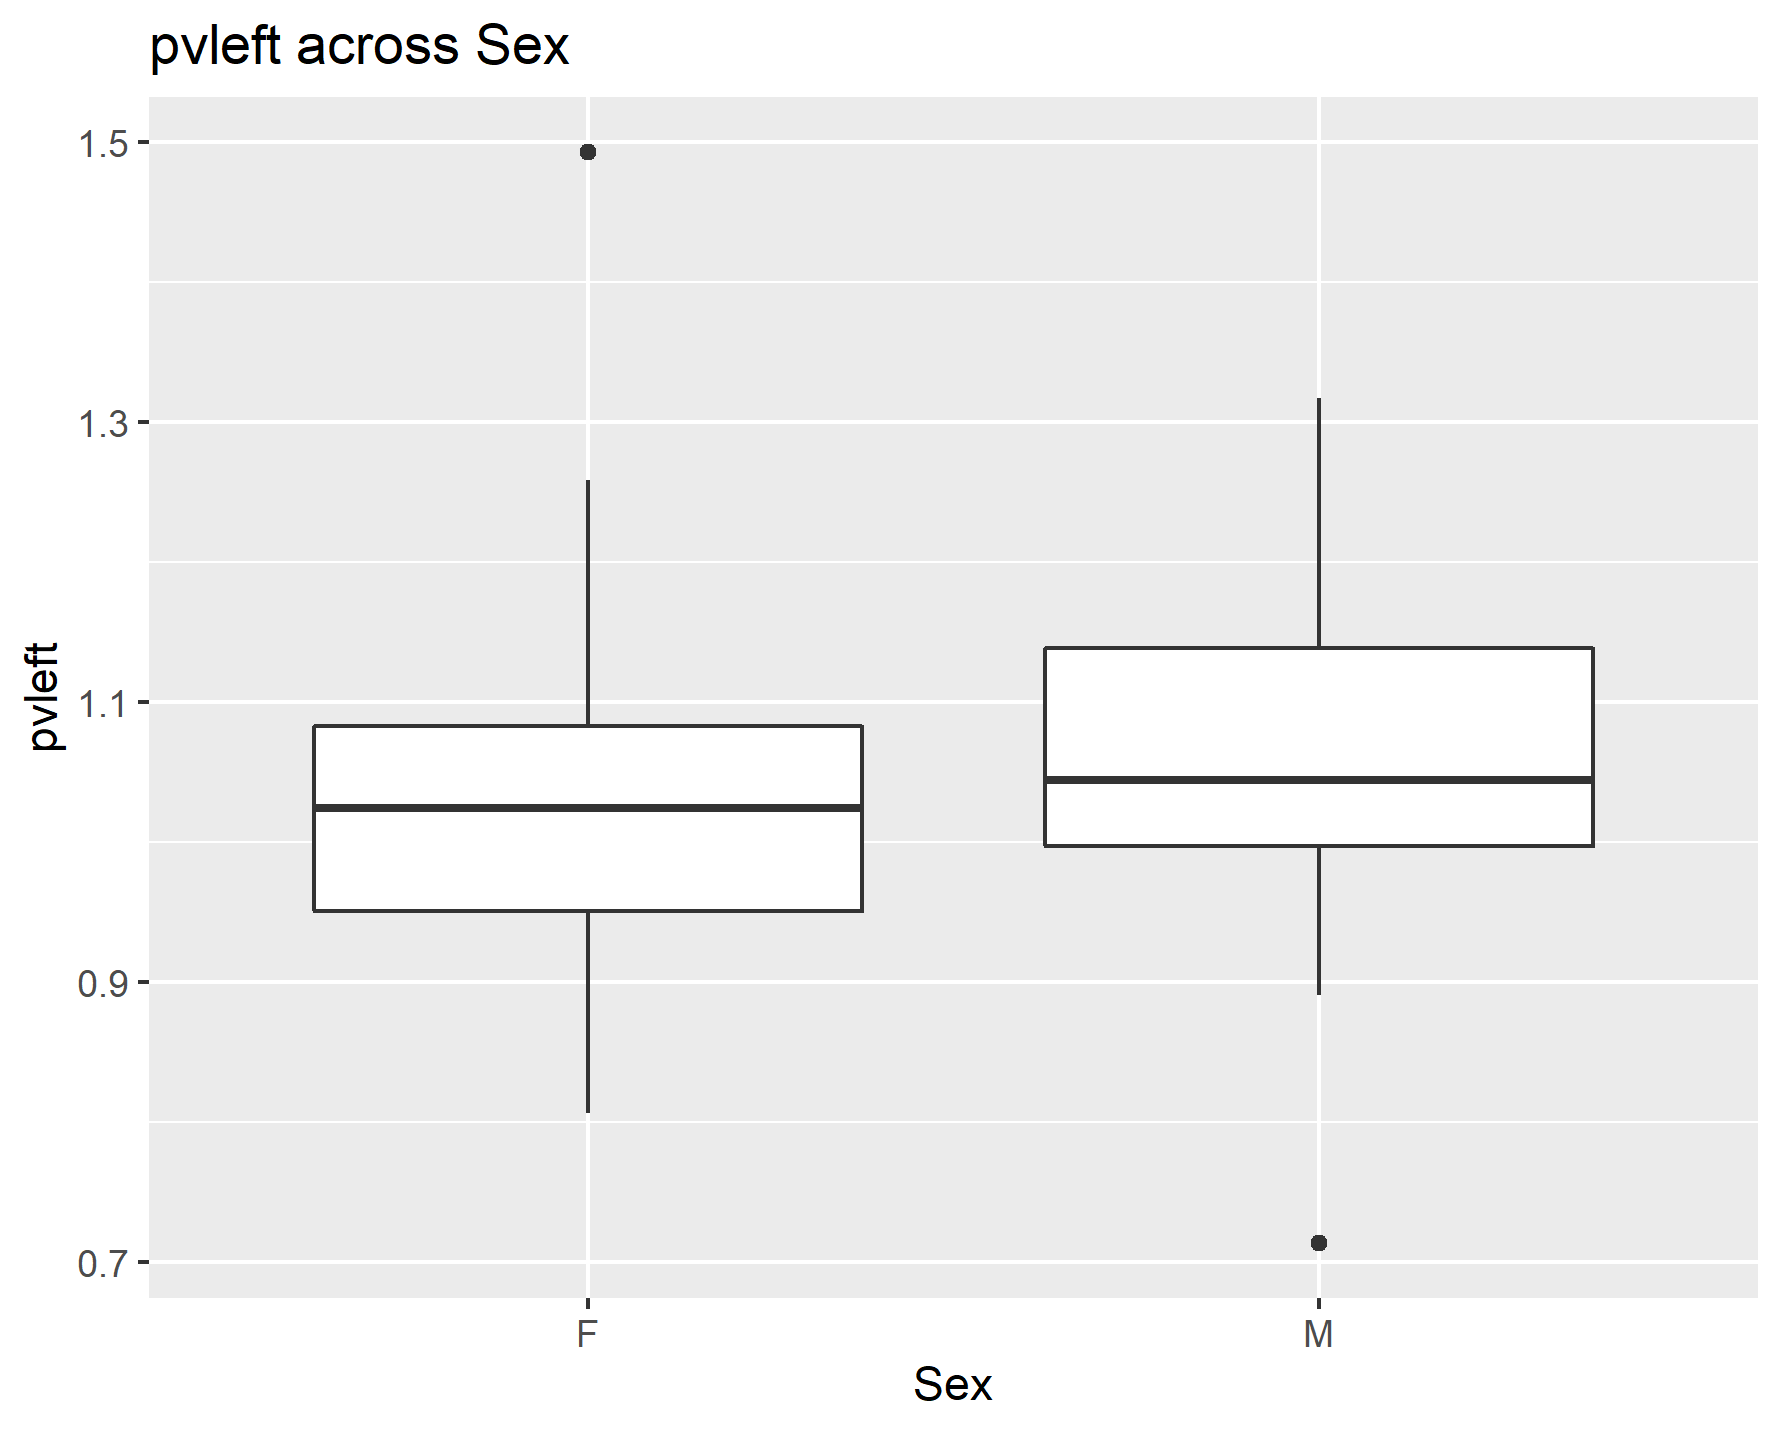 pvleft across Sex
1.5
1.3
1.1
0.9
0.7
pvleft
F
M
Sex